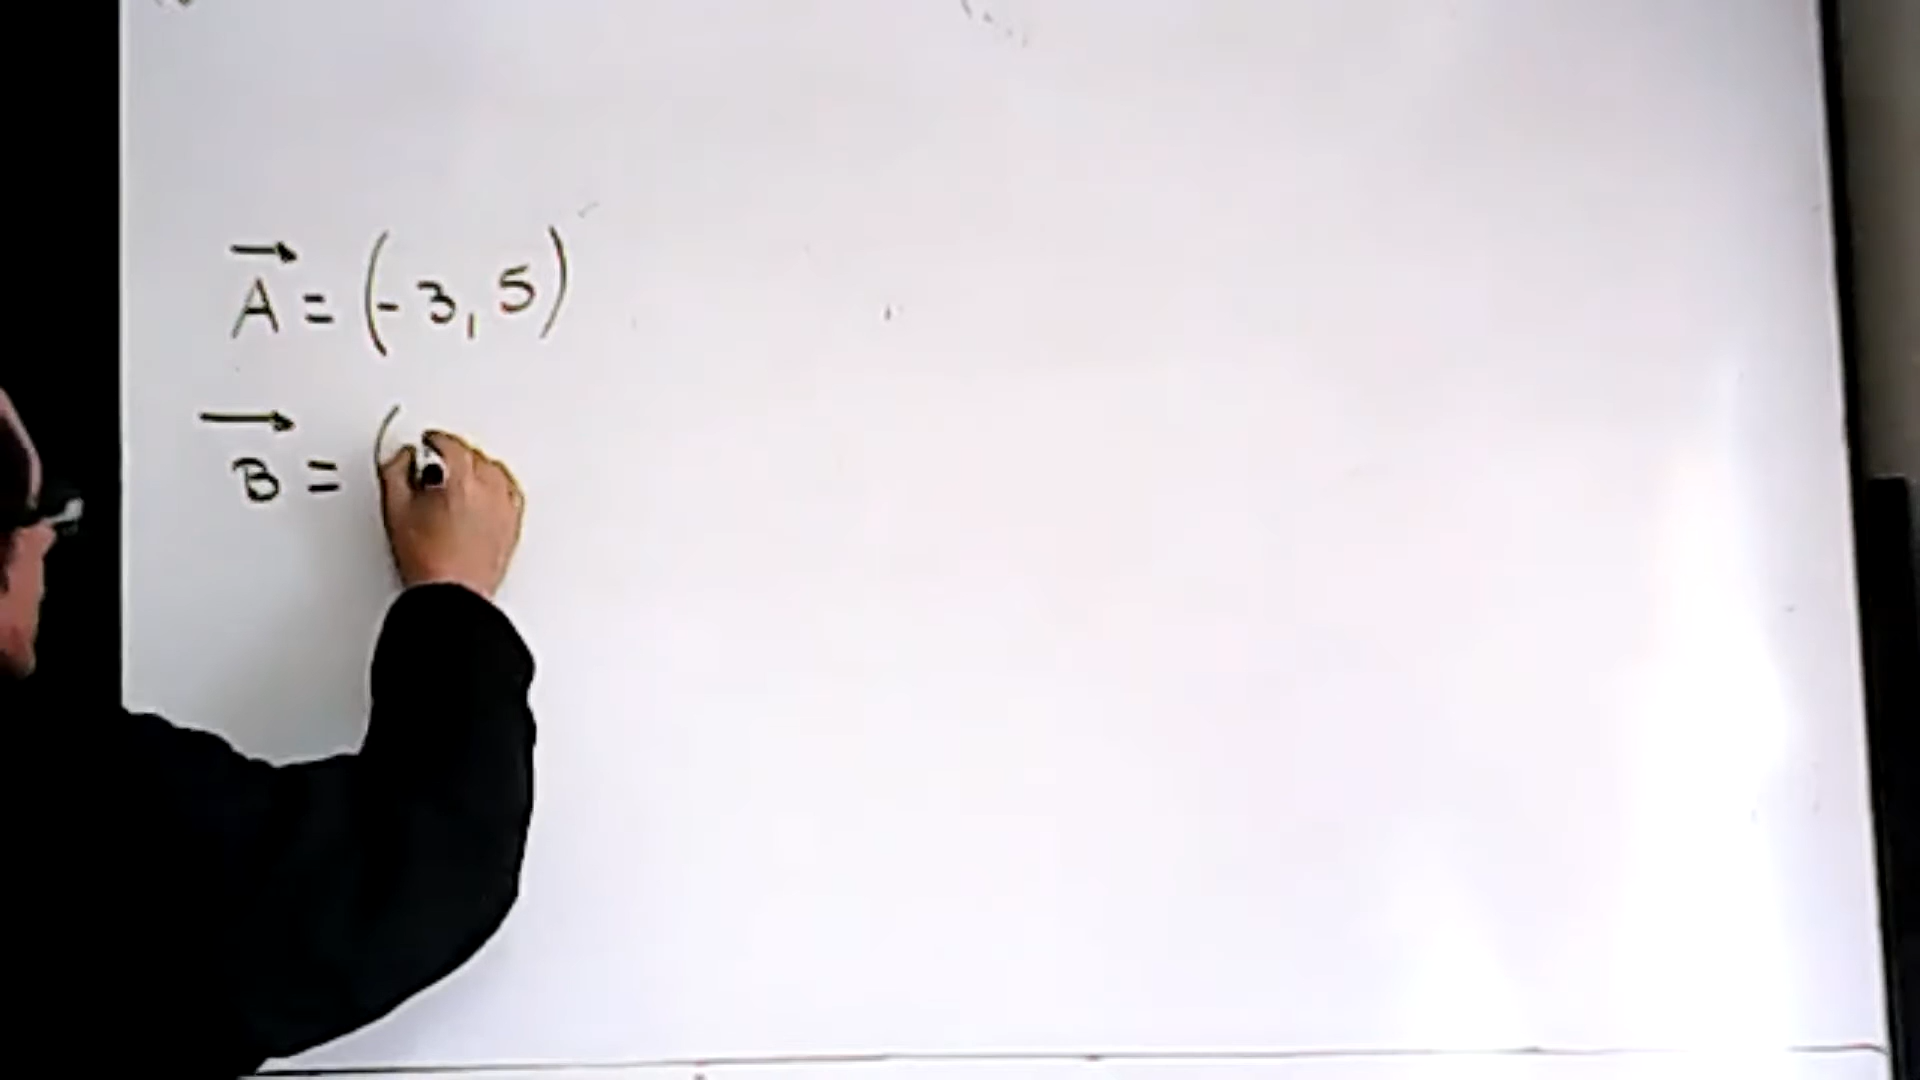 A⃗ = (-3, 5)
B⃗ = (